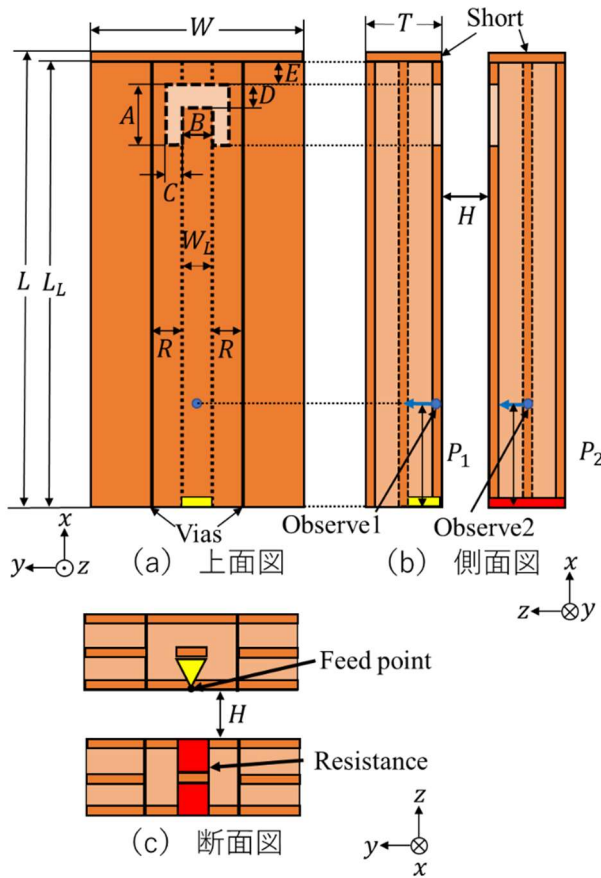 W
T
Short
E
D
A
B
C
H
W_L
L
L_L
R
R
P_1
P_2
Vias
Observe1
Observe2
x
y
z
(a) 上面図
(b) 側面図
x
z
y
Feed point
H
Resistance
(c) 断面図
z
y
x